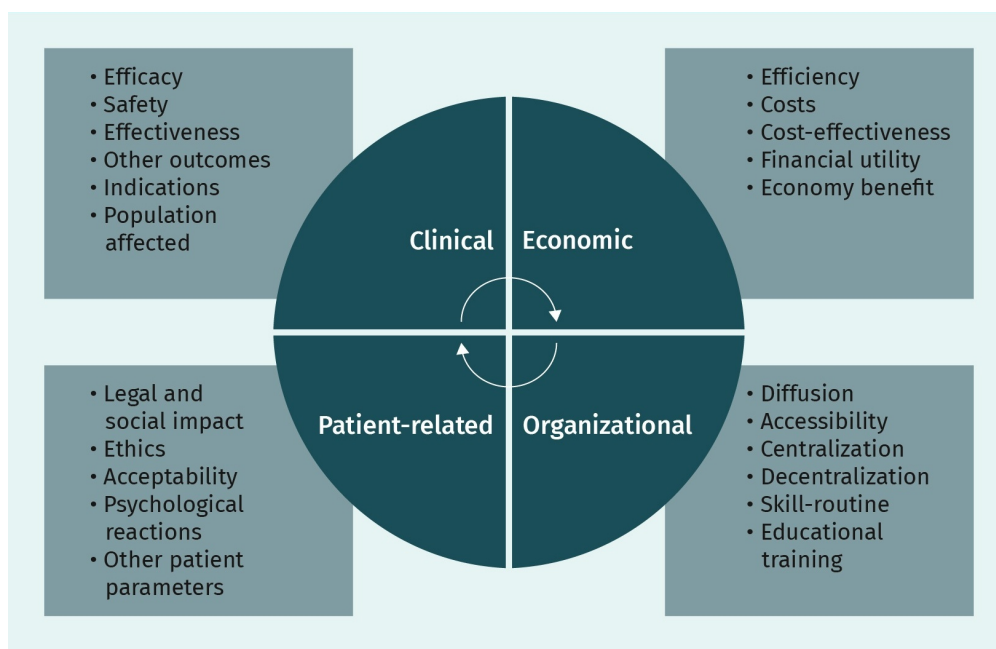 • Efficacy
• Safety
• Effectiveness
• Other outcomes
• Indications
• Population
affected
• Efficiency
• Costs
• Cost-effectiveness
• Financial utility
• Economy benefit
Clinical
Economic
Patient-related
Organizational
• Legal and
social impact
• Ethics
• Acceptability
• Psychological
reactions
• Other patient
parameters
• Diffusion
• Accessibility
• Centralization
• Decentralization
• Skill-routine
• Educational
training